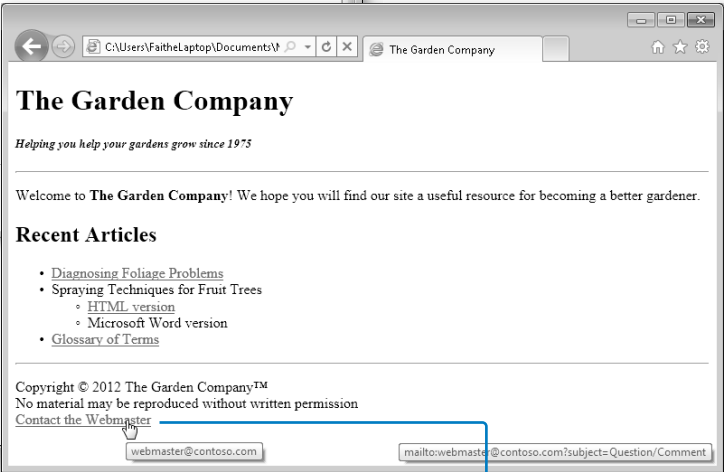 C:\Users\FaitheLaptop\Documents\
The Garden Company
The Garden Company
Helping you help your gardens grow since 1975
Welcome to The Garden Company! We hope you will find our site a useful resource for becoming a better gardener.
Recent Articles
• Diagnosing Foliage Problems
• Spraying Techniques for Fruit Trees
◦ HTML version
◦ Microsoft Word version
• Glossary of Terms
Copyright © 2012 The Garden Company™
No material may be reproduced without written permission
Contact the Webmaster
webmaster@contoso.com
mailto:webmaster@contoso.com?subject=Question/Comment